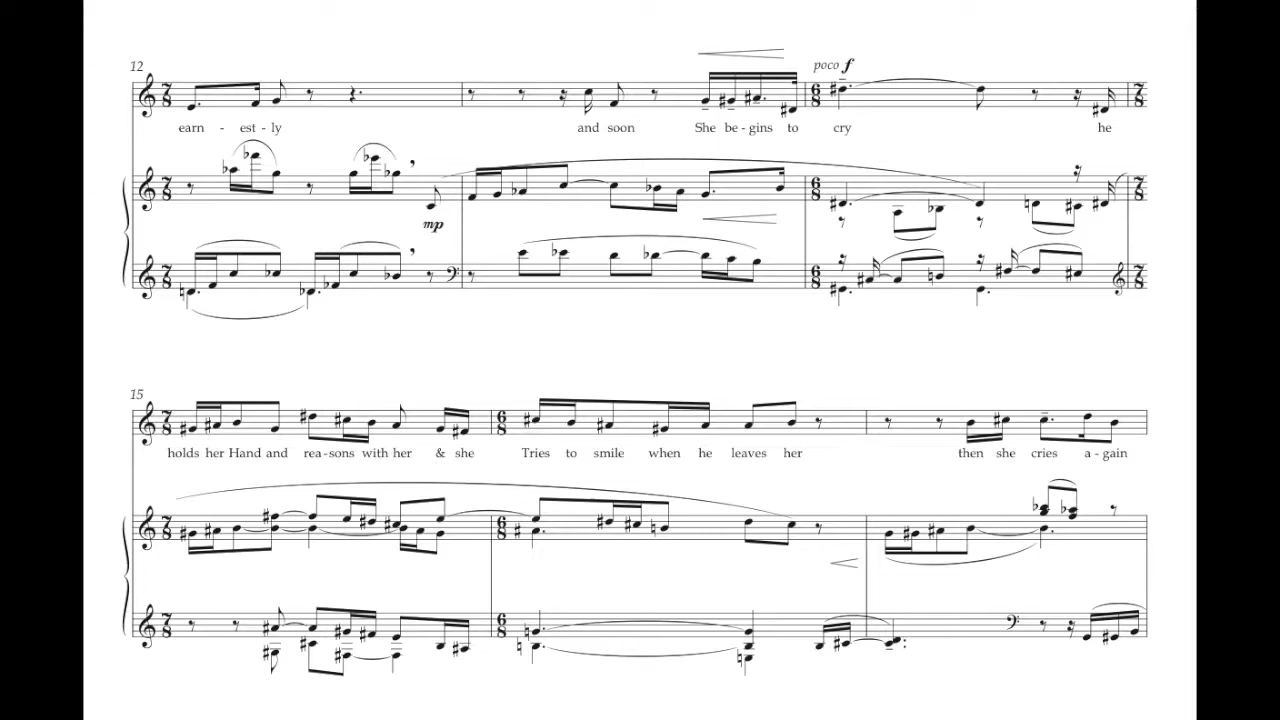 12
poco f
earn - est - ly and soon She be - gins to cry he
mp
15
holds her Hand and rea - sons with her & she Tries to smile when he leaves her then she cries a - gain